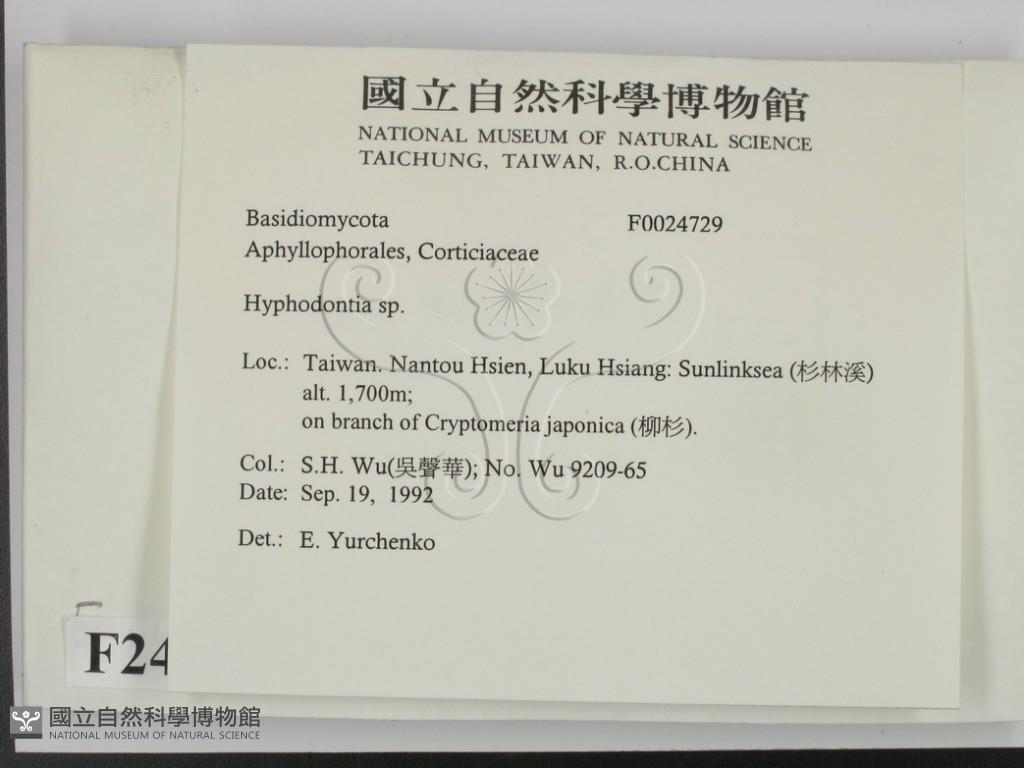 國立自然科學博物館
NATIONAL MUSEUM OF NATURAL SCIENCE
TAICHUNG, TAIWAN, R.O.CHINA
Basidiomycota F0024729
Aphyllophorales, Corticiaceae
Hyphodontia sp.
Loc.: Taiwan. Nantou Hsien, Luku Hsiang: Sunlinksea (杉林溪)
alt. 1,700m;
on branch of Cryptomeria japonica (柳杉).
Col.: S.H. Wu(吳聲華); No. Wu 9209-65
Date: Sep. 19, 1992
Det.: E. Yurchenko
F24
國立自然科學博物館
NATIONAL MUSEUM OF NATURAL SCIENCE